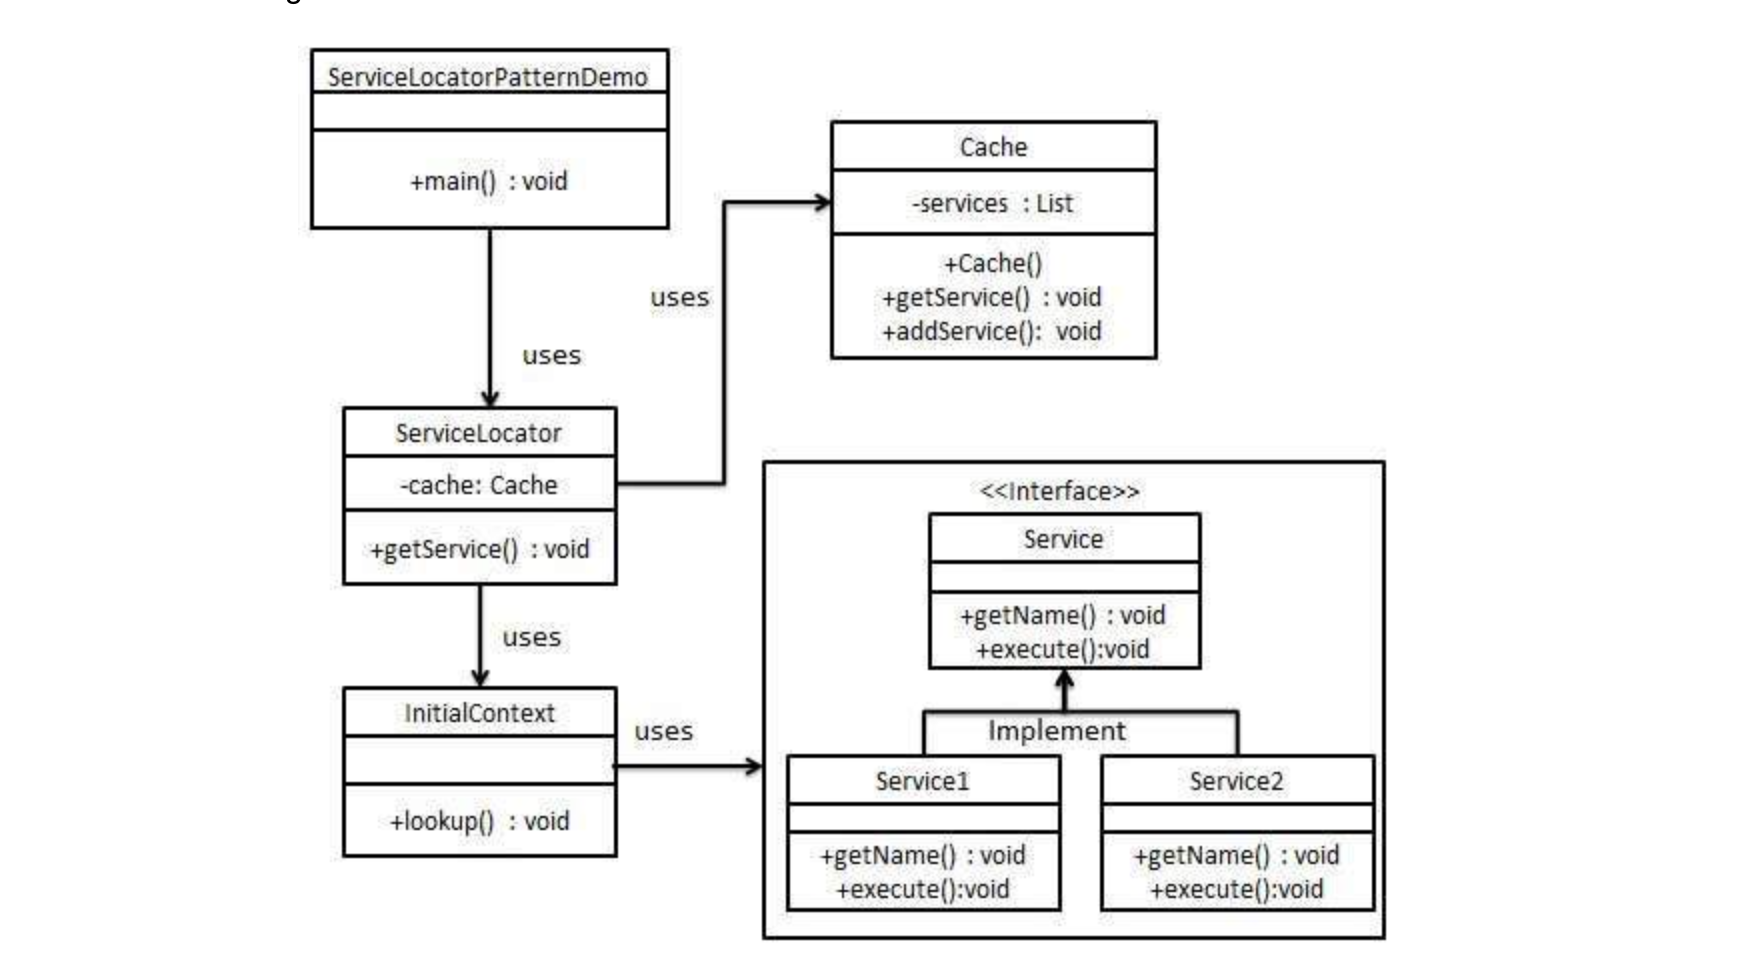 ServiceLocatorPatternDemo
+main() : void
uses
Cache
-services : List
+Cache()
+getService() : void
+addService(): void
uses
ServiceLocator
-cache: Cache
+getService() : void
uses
InitialContext
+lookup() : void
uses
<<Interface>>
Service
+getName() : void
+execute():void
Implement
Service1
+getName() : void
+execute():void
Service2
+getName() : void
+execute():void